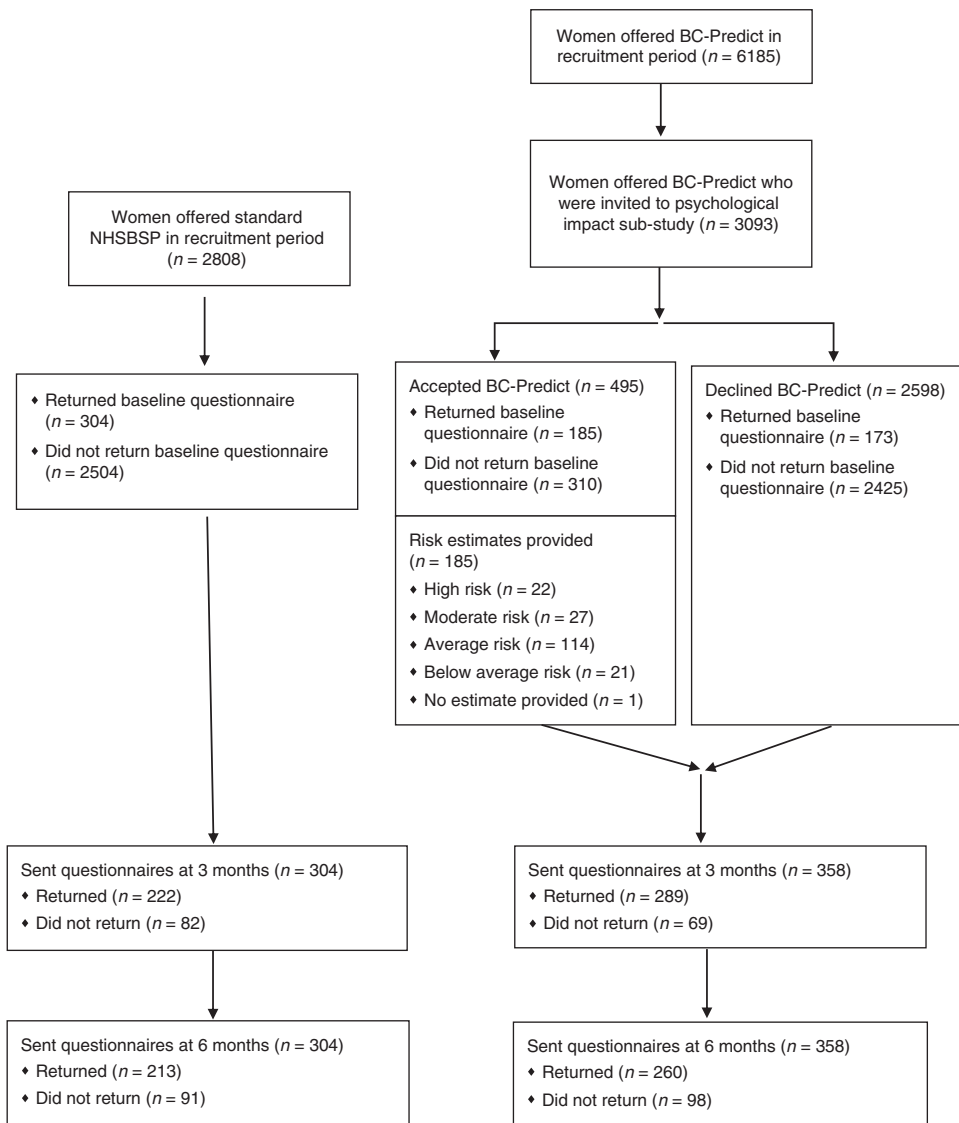 Women offered BC-Predict in
recruitment period (n = 6185)
Women offered BC-Predict who
were invited to psychological
impact sub-study (n = 3093)
Women offered standard
NHSBSP in recruitment period
(n = 2808)
♦ Returned baseline questionnaire
(n = 304)
♦ Did not return baseline questionnaire
(n = 2504)
Accepted BC-Predict (n = 495)
♦ Returned baseline
questionnaire (n = 185)
♦ Did not return baseline
questionnaire (n = 310)
Declined BC-Predict (n = 2598)
♦ Returned baseline
questionnaire (n = 173)
♦ Did not return baseline
questionnaire (n = 2425)
Risk estimates provided
(n = 185)
♦ High risk (n = 22)
♦ Moderate risk (n = 27)
♦ Average risk (n = 114)
♦ Below average risk (n = 21)
♦ No estimate provided (n = 1)
Sent questionnaires at 3 months (n = 304)
♦ Returned (n = 222)
♦ Did not return (n = 82)
Sent questionnaires at 3 months (n = 358)
♦ Returned (n = 289)
♦ Did not return (n = 69)
Sent questionnaires at 6 months (n = 304)
♦ Returned (n = 213)
♦ Did not return (n = 91)
Sent questionnaires at 6 months (n = 358)
♦ Returned (n = 260)
♦ Did not return (n = 98)